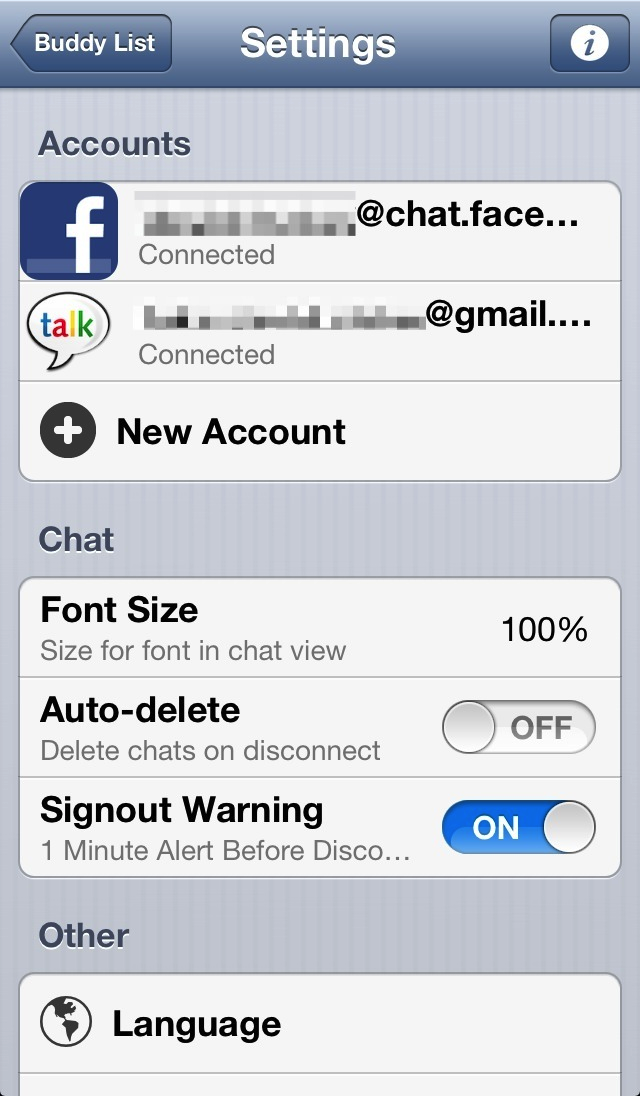 Buddy List
Settings
i
Accounts
f
@chat.face...
Connected
talk
@gmail....
Connected
New Account
Chat
Font Size
100%
Size for font in chat view
Auto-delete
OFF
Delete chats on disconnect
Signout Warning
ON
1 Minute Alert Before Disco...
Other
Language